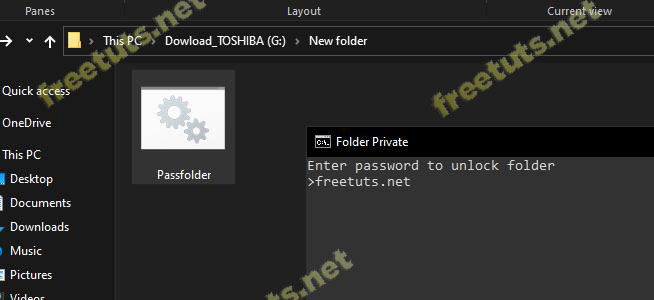 Panes
Layout
Current view
This PC
Dowload_TOSHIBA (G:)
New folder
Quick access
OneDrive
This PC
Desktop
Documents
Downloads
Music
Pictures
Videos
Passfolder
C:\.
Folder Private
Enter password to unlock folder
>freetuts.net
freetuts.net
freetuts.net
freetuts.net